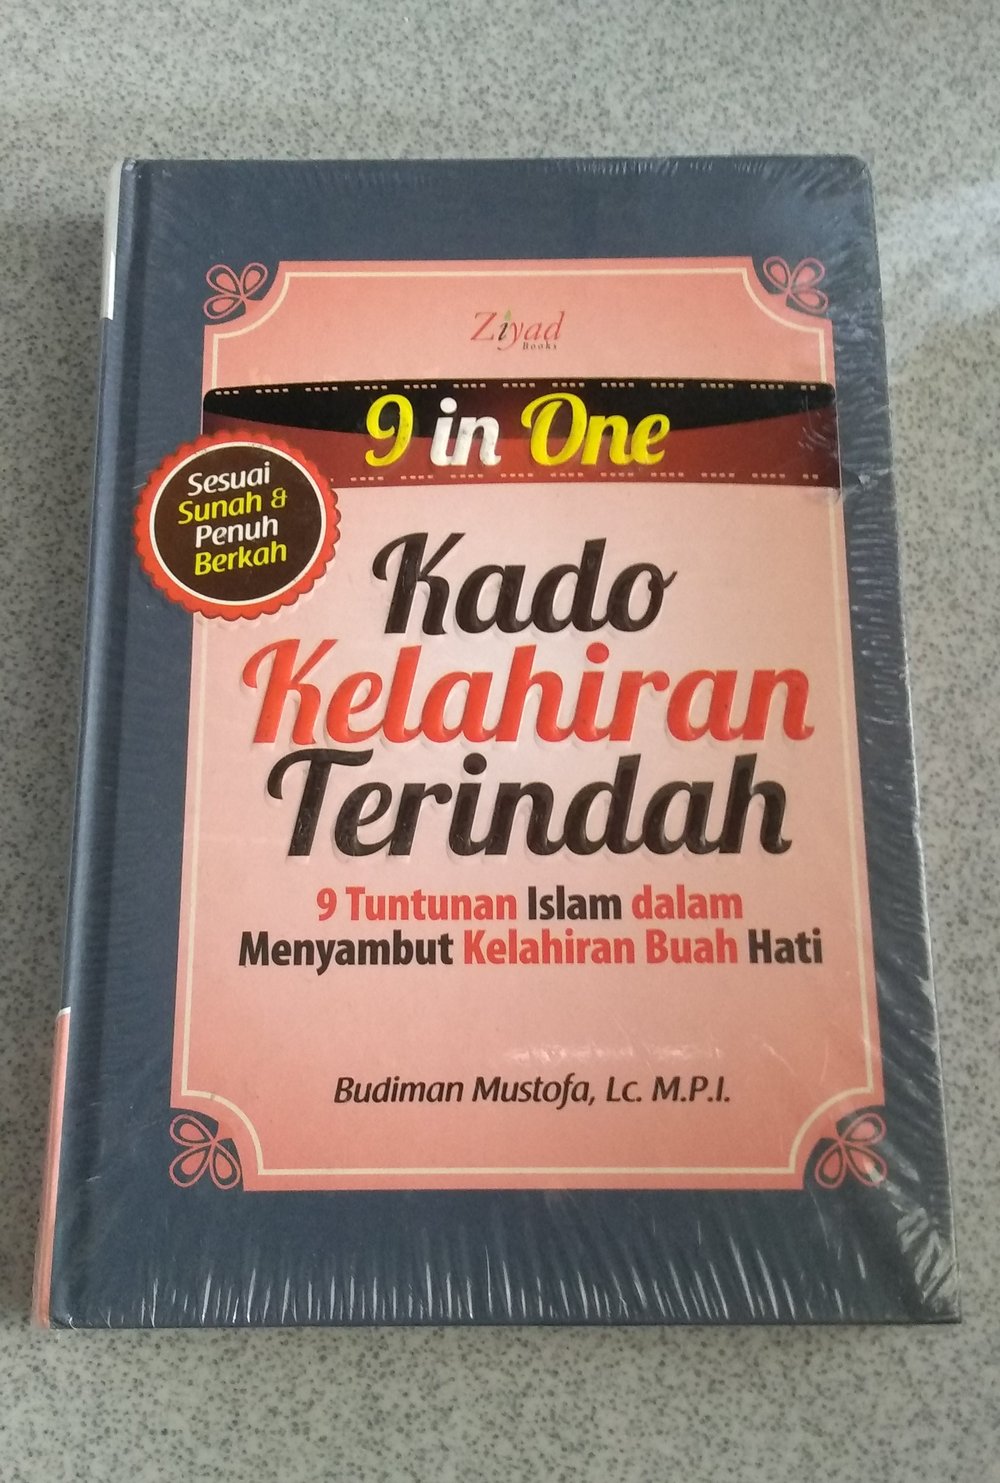 Ziyad
Books
9 in One
Sesuai
Sunah &
Penuh
Berkah
Kado
Kelahiran
Terindah
9 Tuntunan Islam dalam
Menyambut Kelahiran Buah Hati
Budiman Mustofa, Lc. M.P.I.